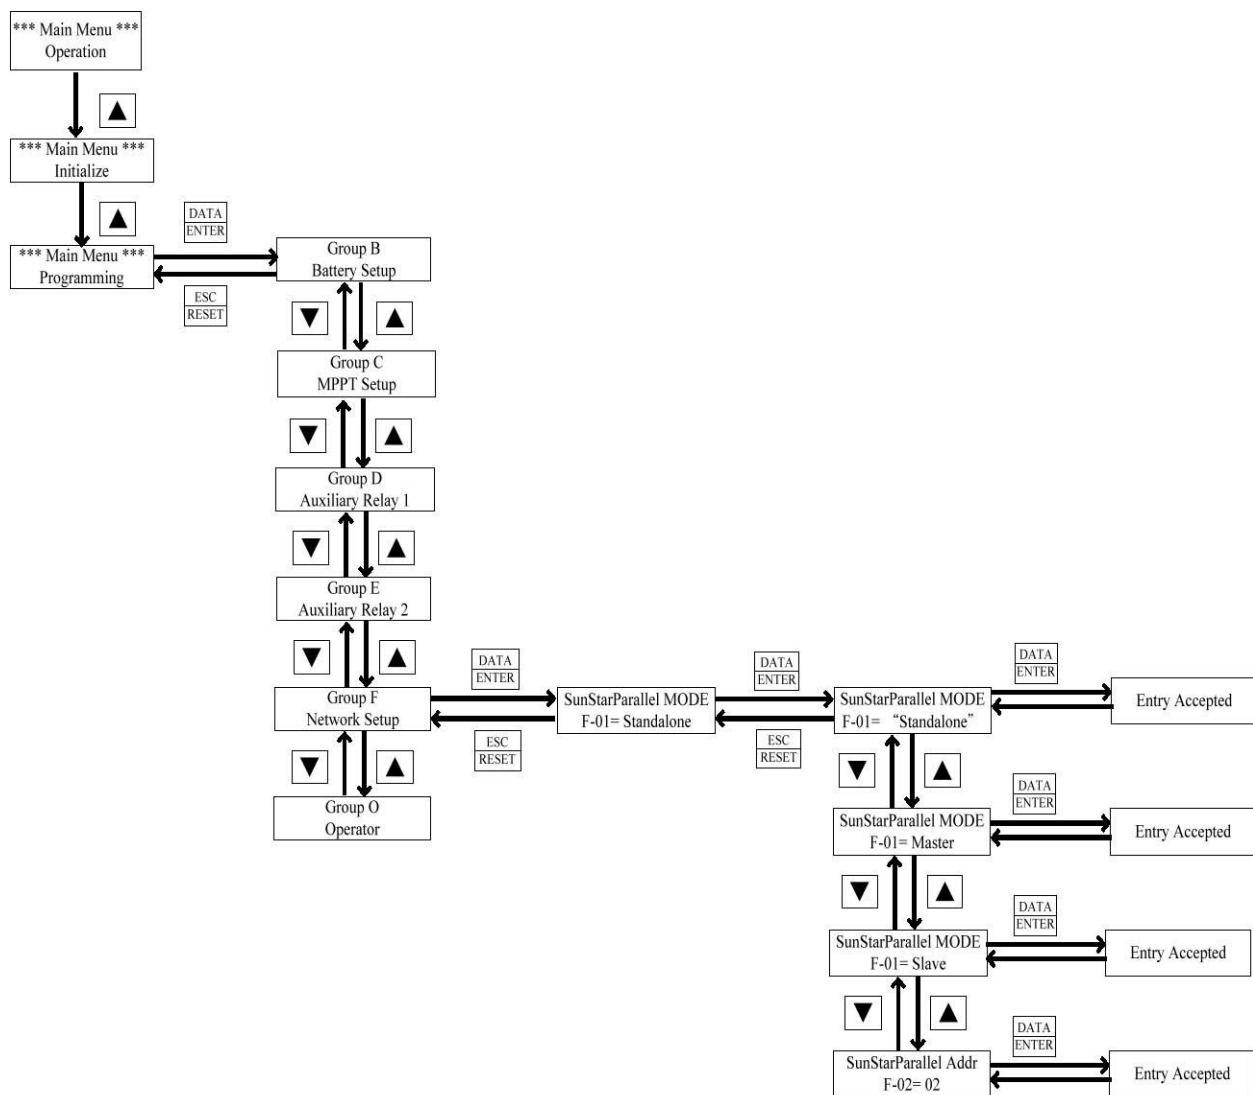 *** Main Menu ***
Operation
*** Main Menu ***
Initialize
*** Main Menu ***
Programming
DATA
ENTER
ESC
RESET
Group B
Battery Setup
Group C
MPPT Setup
Group D
Auxiliary Relay 1
Group E
Auxiliary Relay 2
Group F
Network Setup
Group O
Operator
DATA
ENTER
ESC
RESET
SunStarParallel MODE
F-01= Standalone
DATA
ENTER
ESC
RESET
SunStarParallel MODE
F-01= “Standalone”
DATA
ENTER
Entry Accepted
SunStarParallel MODE
F-01= Master
DATA
ENTER
Entry Accepted
SunStarParallel MODE
F-01= Slave
DATA
ENTER
Entry Accepted
SunStarParallel Addr
F-02= 02
DATA
ENTER
Entry Accepted